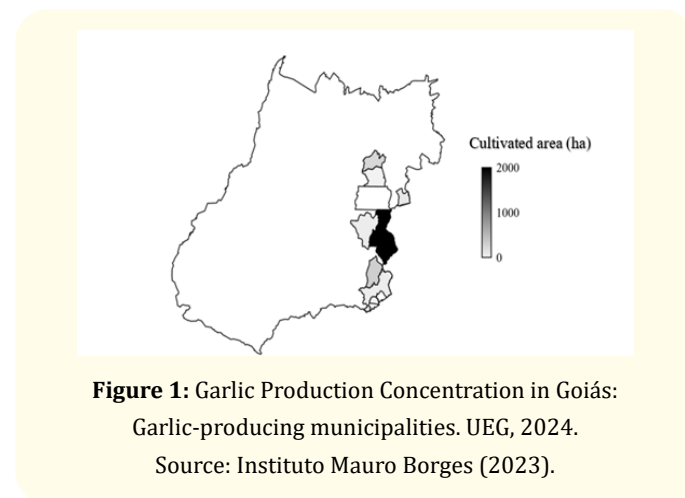 Cultivated area (ha)
2000
1000
0
Figure 1: Garlic Production Concentration in Goiás:
Garlic-producing municipalities. UEG, 2024.
Source: Instituto Mauro Borges (2023).